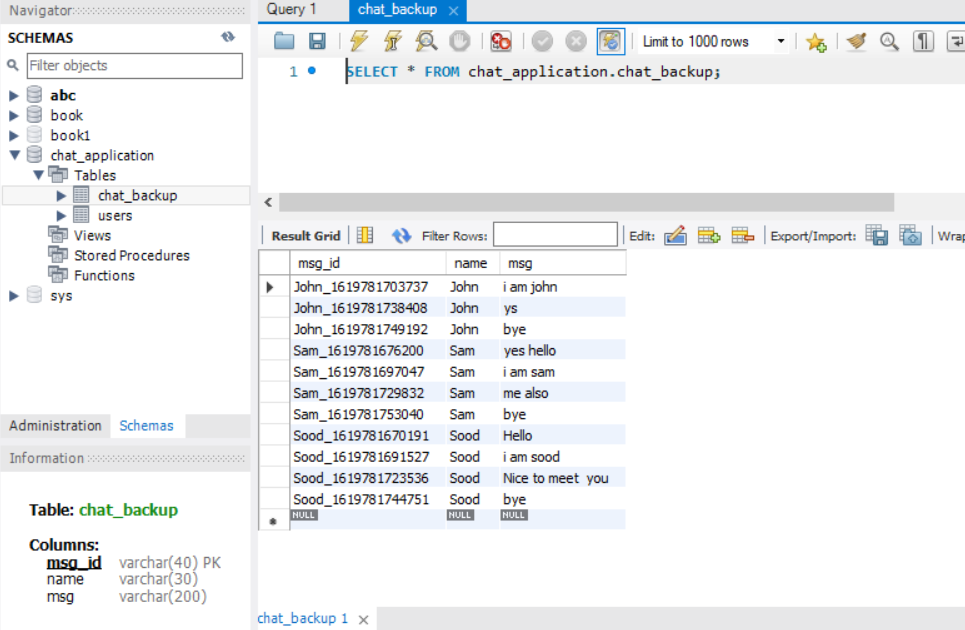 Navigator
SCHEMAS
Filter objects
abc
book
book1
chat_application
Tables
chat_backup
users
Views
Stored Procedures
Functions
sys
Administration Schemas
Information
Table: chat_backup
Columns:
msg_id varchar(40) PK
name varchar(30)
msg varchar(200)
Query 1 chat_backup
Limit to 1000 rows
1 SELECT * FROM chat_application.chat_backup;
Result Grid Filter Rows: Edit: Export/Import: Wrap
msg_id name msg
John_1619781703737 John i am john
John_1619781738408 John ys
John_1619781749192 John bye
Sam_1619781676200 Sam yes hello
Sam_1619781697047 Sam i am sam
Sam_1619781729832 Sam me also
Sam_1619781753040 Sam bye
Sood_1619781670191 Sood Hello
Sood_1619781691527 Sood i am sood
Sood_1619781723536 Sood Nice to meet  you
Sood_1619781744751 Sood bye
NULL NULL NULL
chat_backup 1